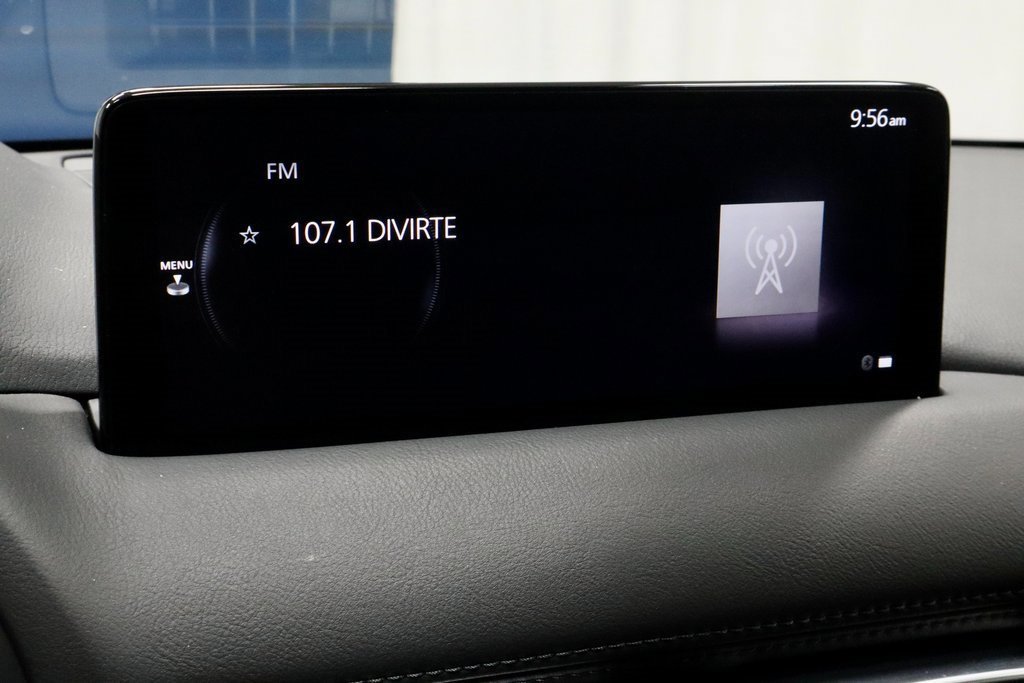 9:56am
FM
107.1 DIVIRTE
MENU